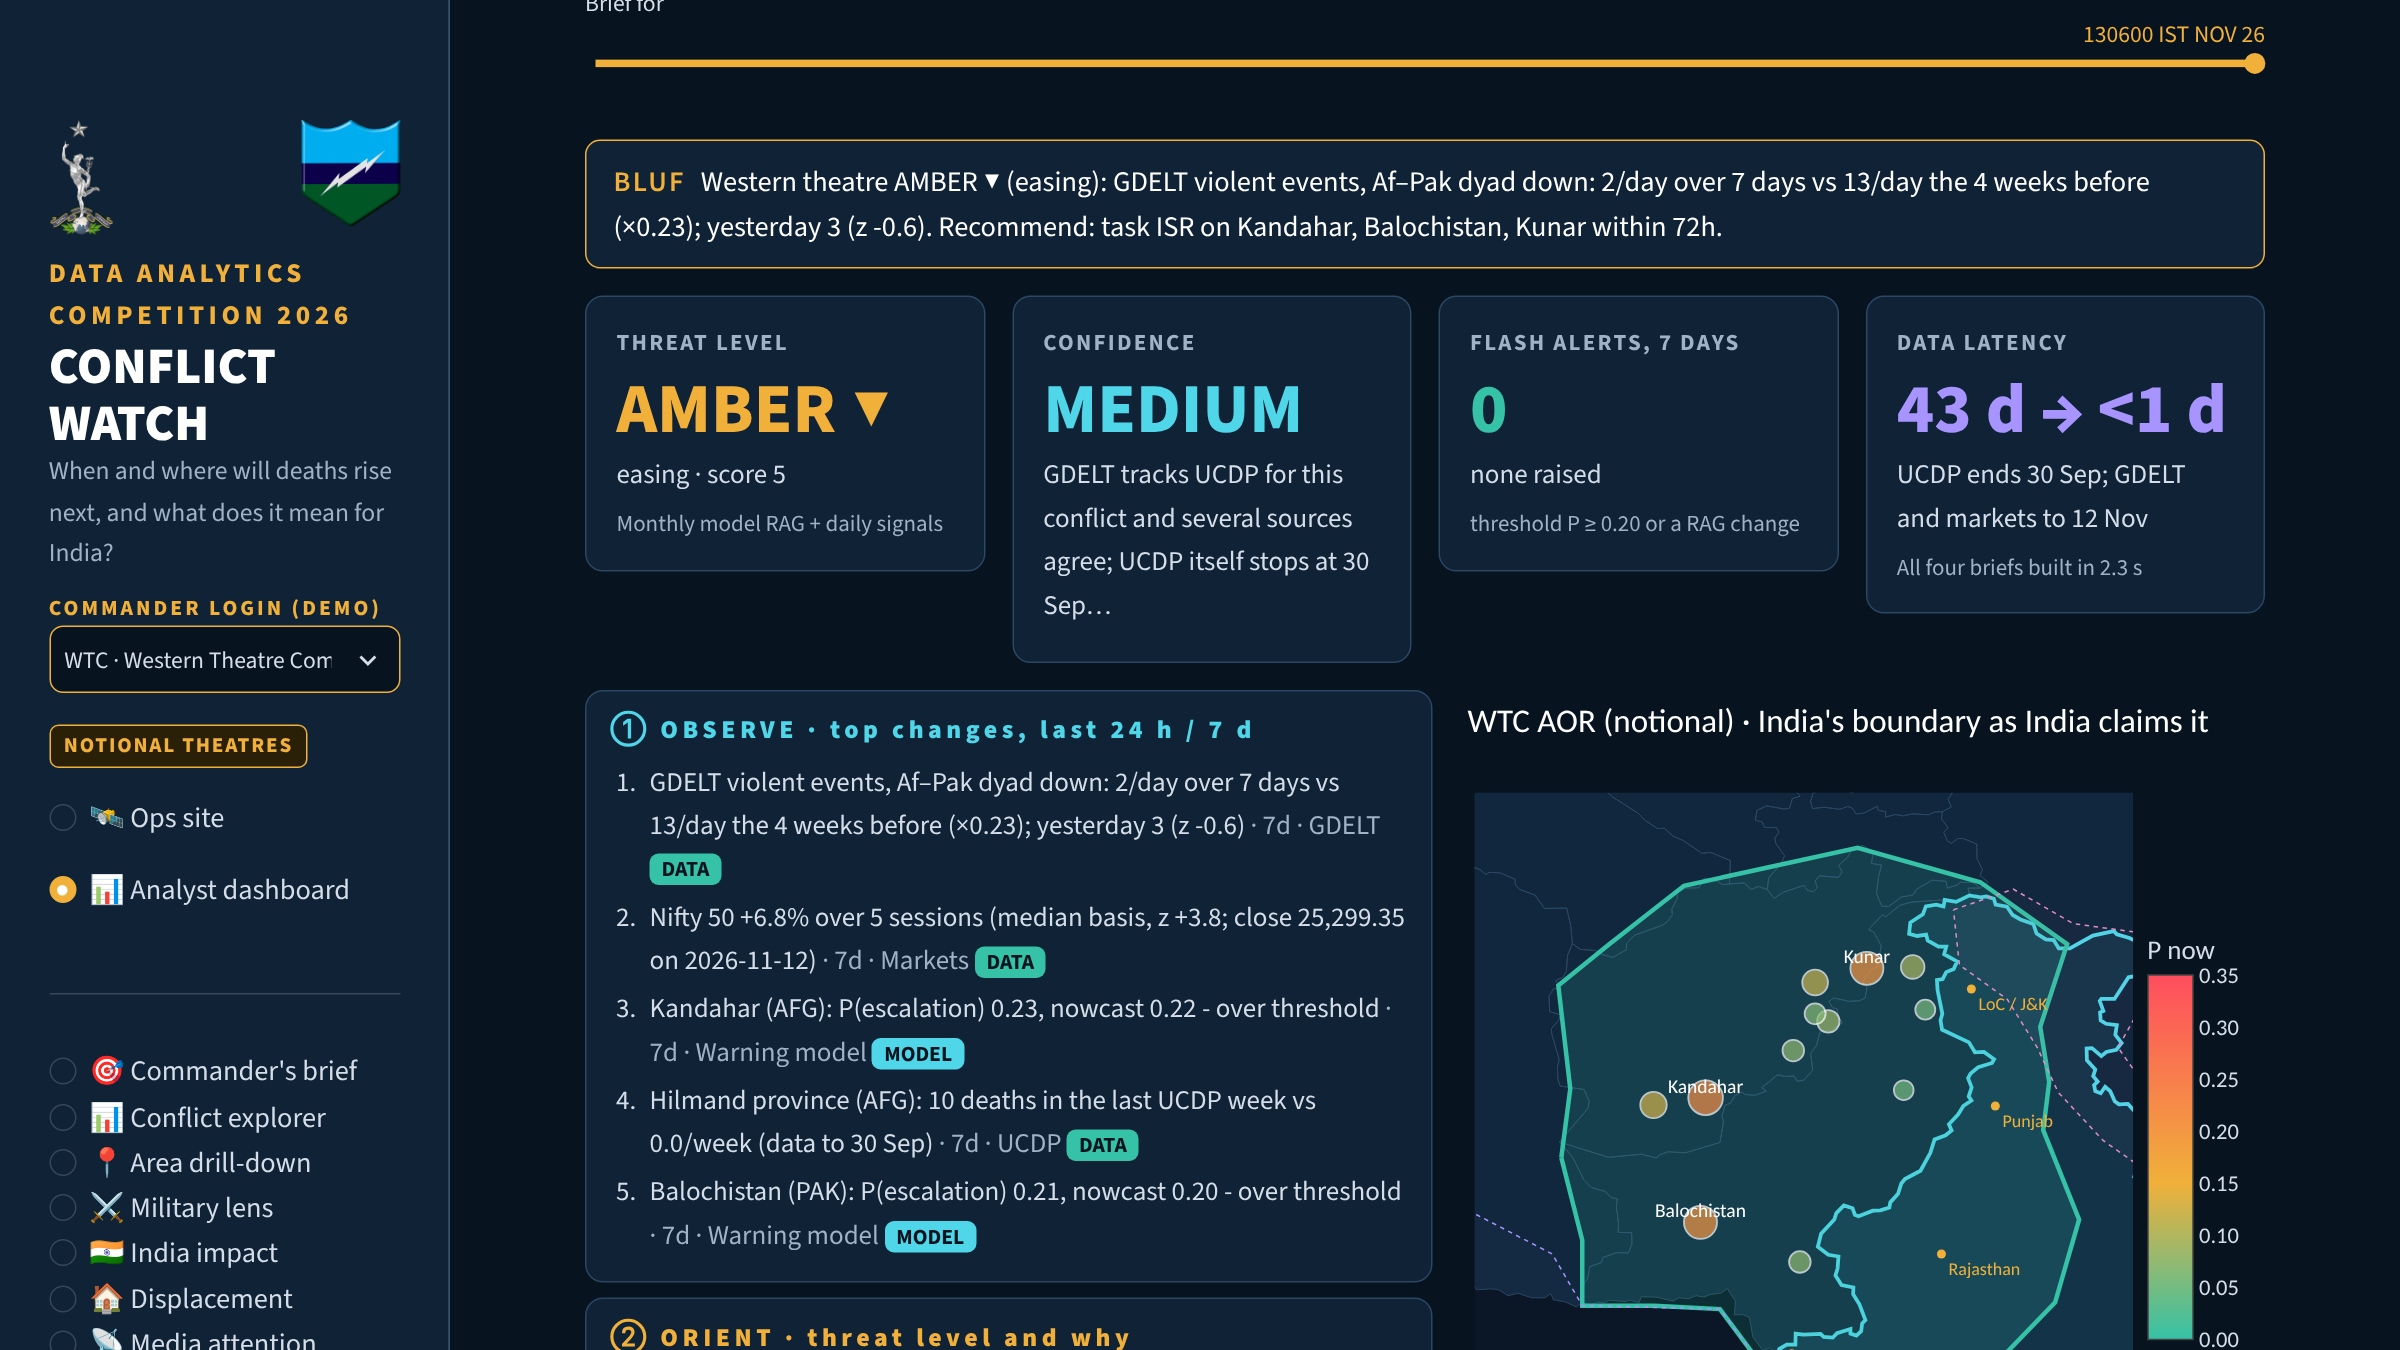 DATA ANALYTICS
COMPETITION 2026
CONFLICT
WATCH
When and where will deaths rise
next, and what does it mean for
India?
COMMANDER LOGIN (DEMO)
WTC · Western Theatre Com
NOTIONAL THEATRES
Ops site
Analyst dashboard
Commander's brief
Conflict explorer
Area drill-down
Military lens
India impact
Displacement
Media attention
Brief for
130600 IST NOV 26
BLUF Western theatre AMBER ▼ (easing): GDELT violent events, Af–Pak dyad down: 2/day over 7 days vs 13/day the 4 weeks before
(×0.23); yesterday 3 (z -0.6). Recommend: task ISR on Kandahar, Balochistan, Kunar within 72h.
THREAT LEVEL
AMBER ▼
easing · score 5
Monthly model RAG + daily signals
CONFIDENCE
MEDIUM
GDELT tracks UCDP for this
conflict and several sources
agree; UCDP itself stops at 30
Sep…
FLASH ALERTS, 7 DAYS
0
none raised
threshold P ≥ 0.20 or a RAG change
DATA LATENCY
43 d → <1 d
UCDP ends 30 Sep; GDELT
and markets to 12 Nov
All four briefs built in 2.3 s
① OBSERVE · top changes, last 24 h / 7 d
1. GDELT violent events, Af–Pak dyad down: 2/day over 7 days vs
13/day the 4 weeks before (×0.23); yesterday 3 (z -0.6) · 7d · GDELT
DATA
2. Nifty 50 +6.8% over 5 sessions (median basis, z +3.8; close 25,299.35
on 2026-11-12) · 7d · Markets DATA
3. Kandahar (AFG): P(escalation) 0.23, nowcast 0.22 - over threshold ·
7d · Warning model MODEL
4. Hilmand province (AFG): 10 deaths in the last UCDP week vs
0.0/week (data to 30 Sep) · 7d · UCDP DATA
5. Balochistan (PAK): P(escalation) 0.21, nowcast 0.20 - over threshold
· 7d · Warning model MODEL
② ORIENT · threat level and why
WTC AOR (notional) · India's boundary as India claims it
Kunar
LoC / J&K
Kandahar
Punjab
Balochistan
Rajasthan
P now
0.35
0.30
0.25
0.20
0.15
0.10
0.05
0.00